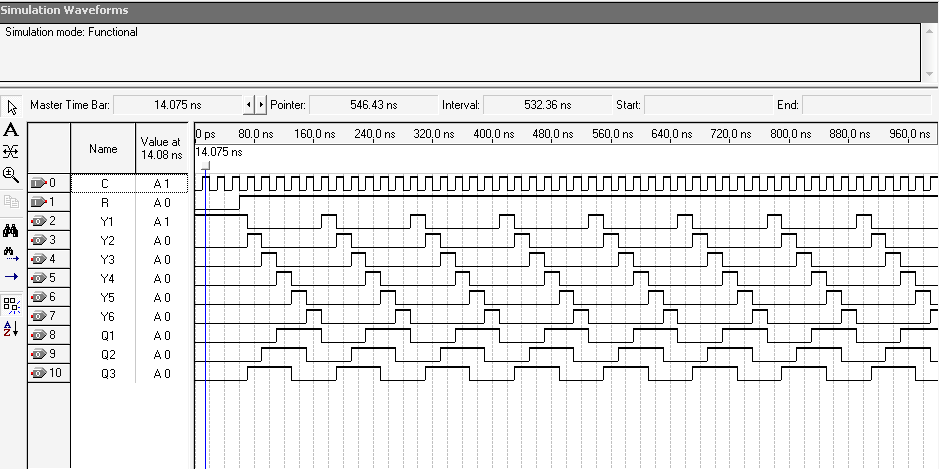 Simulation Waveforms
Simulation mode: Functional
Master Time Bar: 14.075 ns Pointer: 546.43 ns Interval: 532.36 ns Start: End:
Name Value at 14.08 ns 0 ps 80.0 ns 160.0 ns 240.0 ns 320.0 ns 400.0 ns 480.0 ns 560.0 ns 640.0 ns 720.0 ns 800.0 ns 880.0 ns 960.0 ns
14.075 ns
0 C A 1
1 R A 0
2 Y1 A 1
3 Y2 A 0
4 Y3 A 0
5 Y4 A 0
6 Y5 A 0
7 Y6 A 0
8 Q1 A 0
9 Q2 A 0
10 Q3 A 0